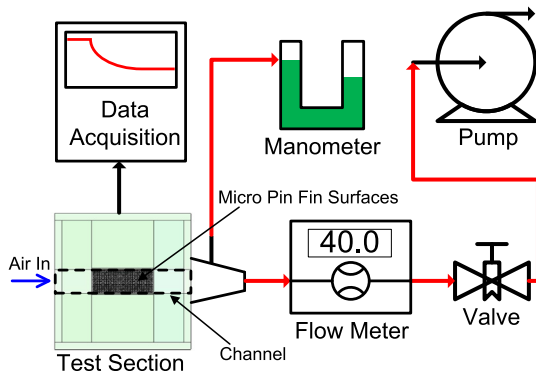 Data
Acquisition
Manometer
Pump
Micro Pin Fin Surfaces
Air In
40.0
Flow Meter
Valve
Channel
Test Section